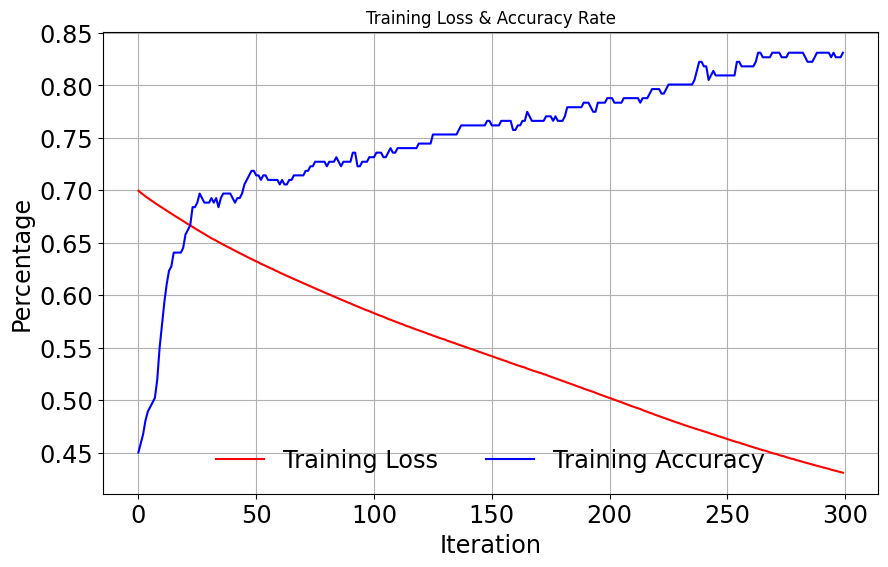 Training Loss & Accuracy Rate
0.85
0.80
0.75
0.70
0.65
0.60
0.55
0.50
0.45
Percentage
Training Loss
Training Accuracy
0 50 100 150 200 250 300
Iteration